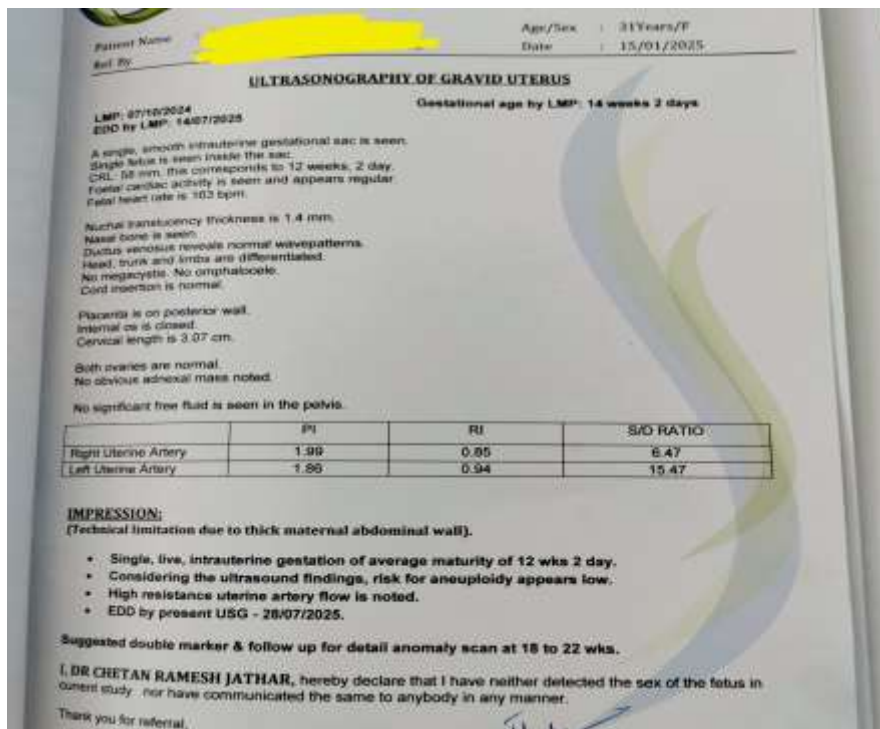 Patient Name :
Age/Sex : 31Years/F
Ref. By
Date : 15/01/2025
ULTRASONOGRAPHY OF GRAVID UTERUS
LMP: 07/10/2024
Gestational age by LMP: 14 weeks 2 days
EDD by LMP: 14/07/2025
A single, smooth intrauterine gestational sac is seen.
Single fetus is seen inside the sac.
CRL: 58 mm, this corresponds to 12 weeks, 2 day.
Foetal cardiac activity is seen and appears regular.
Fetal heart rate is 163 bpm.
Nuchal translucency thickness is 1.4 mm.
Nasal bone is seen.
Ductus venosus reveals normal wavepatterns.
Head, trunk and limbs are differentiated.
No megacystis. No omphalocele.
Cord insertion is normal.
Placenta is on posterior wall.
Internal os is closed.
Cervical length is 3.07 cm.
Both ovaries are normal.
No obvious adnexal mass noted.
No significant free fluid is seen in the pelvis.
PI RI S/D RATIO
Right Uterine Artery 1.99 0.85 6.47
Left Uterine Artery 1.86 0.94 15.47
IMPRESSION:
(Technical limitation due to thick maternal abdominal wall).
• Single, live, intrauterine gestation of average maturity of 12 wks 2 day.
• Considering the ultrasound findings, risk for aneuploidy appears low.
• High resistance uterine artery flow is noted.
• EDD by present USG - 28/07/2025.
Suggested double marker & follow up for detail anomaly scan at 18 to 22 wks.
I, DR CHETAN RAMESH JATHAR, hereby declare that I have neither detected the sex of the fetus in
current study nor have communicated the same to anybody in any manner.
Thank you for referral.